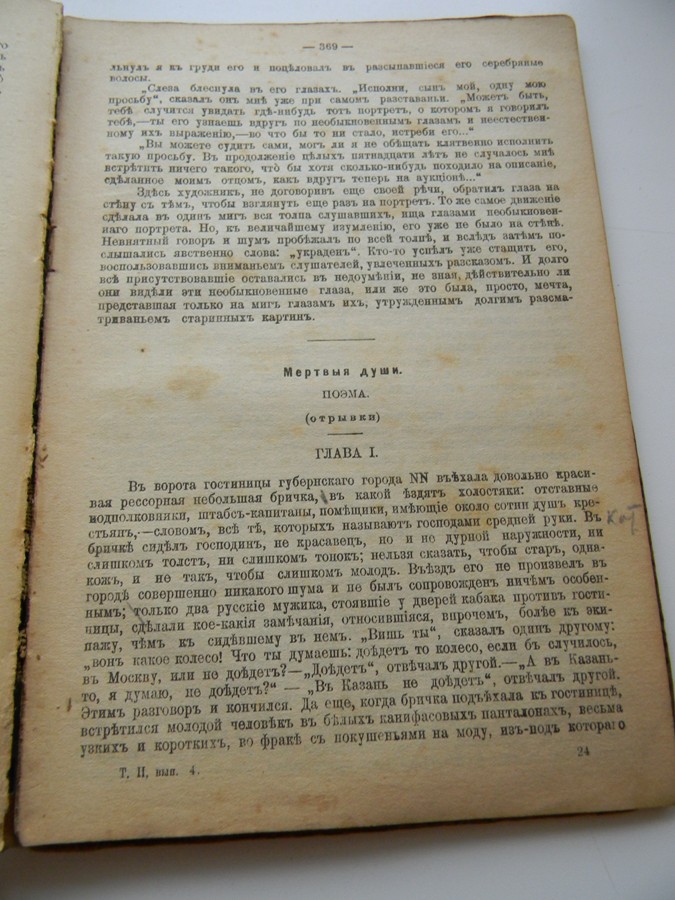 — 369 —
льнулъ я къ груди его и поцѣловалъ въ разсыпавшіеся его серебряные
волосы.
„Слеза блеснула въ его глазахъ. „Исполни, сынъ мой, одну мою
просьбу“, сказалъ онъ мнѣ уже при самомъ разставаньи. „Можетъ быть,
тебѣ случится увидать гдѣ-нибудь тотъ портретъ, о которомъ я говорилъ
тебѣ,—ты его узнаешь вдругъ по необыкновеннымъ глазамъ и неестествен-
ному ихъ выраженію,—во что бы то ни стало, истреби его...“
„Вы можете судить сами, могъ ли я не обѣщать клятвенно исполнить
такую просьбу. Въ продолженіе цѣлыхъ пятнадцати лѣтъ не случалось мнѣ
встрѣтить ничего такого, что̀ бы хотя сколько-нибудь походило на описаніе,
сдѣланное моимъ отцомъ, какъ вдругъ теперь на аукціонѣ...“
Здѣсь художникъ, не договоривъ еще своей рѣчи, обратилъ глаза на
стѣну съ тѣмъ, чтобы взглянуть еще разъ на портретъ. То же самое движеніе
сдѣлала въ одинъ мигъ вся толпа слушавшихъ, ища глазами необыкновен-
наго портрета. Но, къ величайшему изумленію, его уже не было на стѣнѣ.
Невнятный говоръ и шумъ пробѣжалъ по всей толпѣ, и вслѣдъ затѣмъ по-
слышались явственно слова: „украденъ“. Кто-то успѣлъ уже стащить его,
воспользовавшись вниманьемъ слушателей, увлеченныхъ разсказомъ. И долго
всѣ присутствовавшіе оставались въ недоумѣніи, не зная, дѣйствительно ли
они видѣли эти необыкновенные глаза, или же это была, просто, мечта,
представшая только на мигъ глазамъ ихъ, утружденнымъ долгимъ разсма-
триваньемъ старинныхъ картинъ.
Мертвыя души.
ПОЭМА.
(отрывки)
ГЛАВА I.
Въ ворота гостиницы губернскаго города NN въѣхала довольно краси-
вая рессорная небольшая бричка, въ какой ѣздятъ холостяки: отставные
подполковники, штабсъ-капитаны, помѣщики, имѣющіе около сотни душъ кре-
стьянъ,—словомъ, всѣ тѣ, которыхъ называютъ господами средней руки. Въ
бричкѣ сидѣлъ господинъ, не красавецъ, но и не дурной наружности, ни
слишкомъ толстъ, ни слишкомъ тонокъ; нельзя сказать, чтобы старъ, одна-
кожъ, и не такъ, чтобы слишкомъ молодъ. Въѣздъ его не произвелъ въ
городѣ совершенно никакого шума и не былъ сопровожденъ ничѣмъ особен-
нымъ; только два русскіе мужика, стоявшіе у дверей кабака противъ гости-
ницы, сдѣлали кое-какія замѣчанія, относившіяся, впрочемъ, болѣе къ эки-
пажу, чѣмъ къ сидѣвшему въ немъ. „Вишь ты“, сказалъ одинъ другому:
„вонъ какое колесо! Что ты думаешь: доѣдетъ то колесо, если бъ случилось,
въ Москву, или не доѣдетъ?—„Доѣдетъ“, отвѣчалъ другой.—„А въ Казань-
то, я думаю, не доѣдетъ?“ — „Въ Казань не доѣдетъ“, отвѣчалъ другой.
Этимъ разговоръ и кончился. Да еще, когда бричка подъѣхала къ гостиницѣ,
встрѣтился молодой человѣкъ въ бѣлыхъ канифасовыхъ панталонахъ, весьма
узкихъ и короткихъ, во фракѣ съ покушеньями на моду, изъ-подъ котораго
Т. II, вып. 4.
24